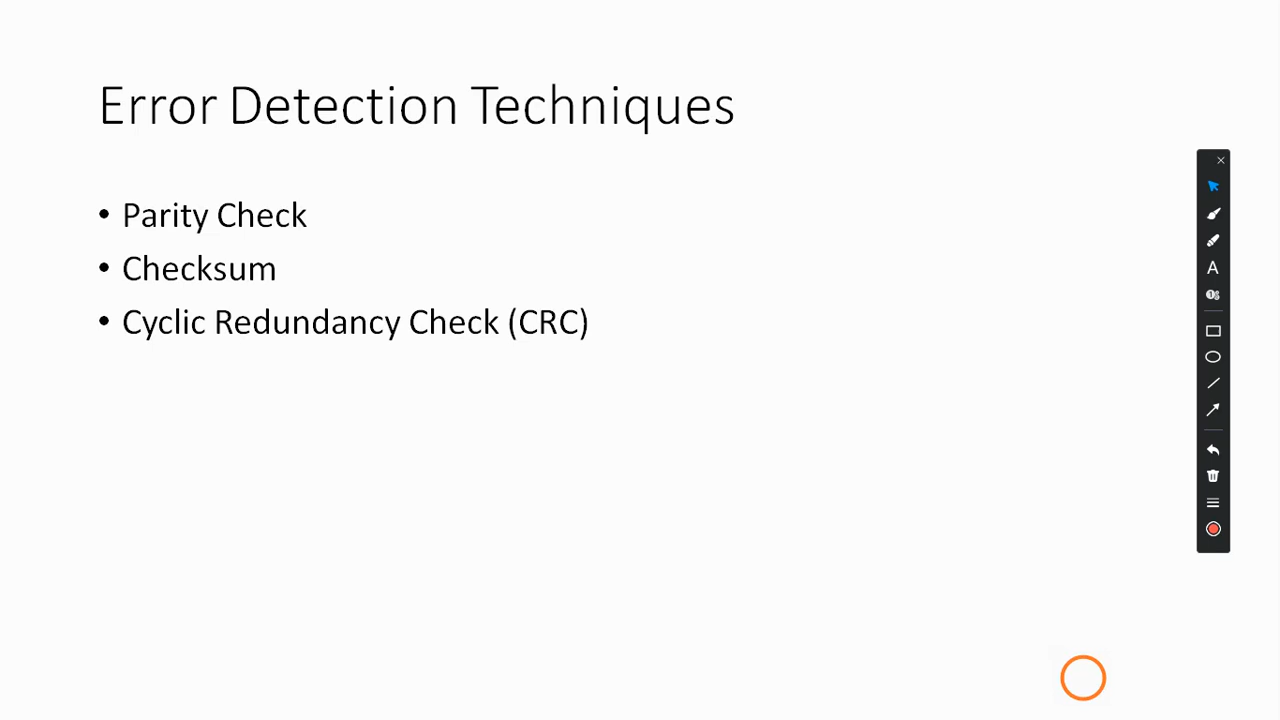 Error Detection Techniques
• Parity Check
• Checksum
• Cyclic Redundancy Check (CRC)
A